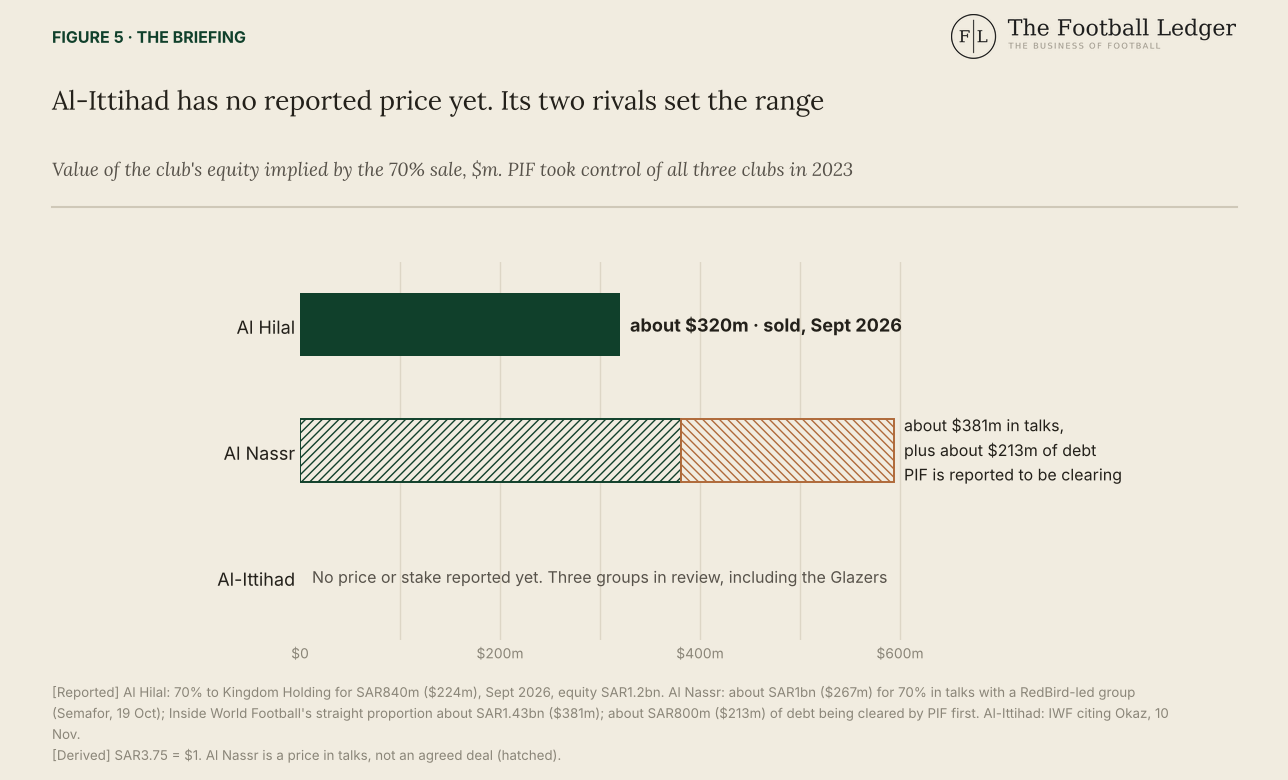 FIGURE 5 · THE BRIEFING
F L
The Football Ledger
THE BUSINESS OF FOOTBALL
Al-Ittihad has no reported price yet. Its two rivals set the range
Value of the club's equity implied by the 70% sale, $m. PIF took control of all three clubs in 2023
Al Hilal
about $320m · sold, Sept 2026
Al Nassr
about $381m in talks,
plus about $213m of debt
PIF is reported to be clearing
Al-Ittihad
No price or stake reported yet. Three groups in review, including the Glazers
$0 $200m $400m $600m
[Reported] Al Hilal: 70% to Kingdom Holding for SAR840m ($224m), Sept 2026, equity SAR1.2bn. Al Nassr: about SAR1bn ($267m) for 70% in talks with a RedBird-led group
(Semafor, 19 Oct); Inside World Football's straight proportion about SAR1.43bn ($381m); about SAR800m ($213m) of debt being cleared by PIF first. Al-Ittihad: IWF citing Okaz, 10
Nov.
[Derived] SAR3.75 = $1. Al Nassr is a price in talks, not an agreed deal (hatched).